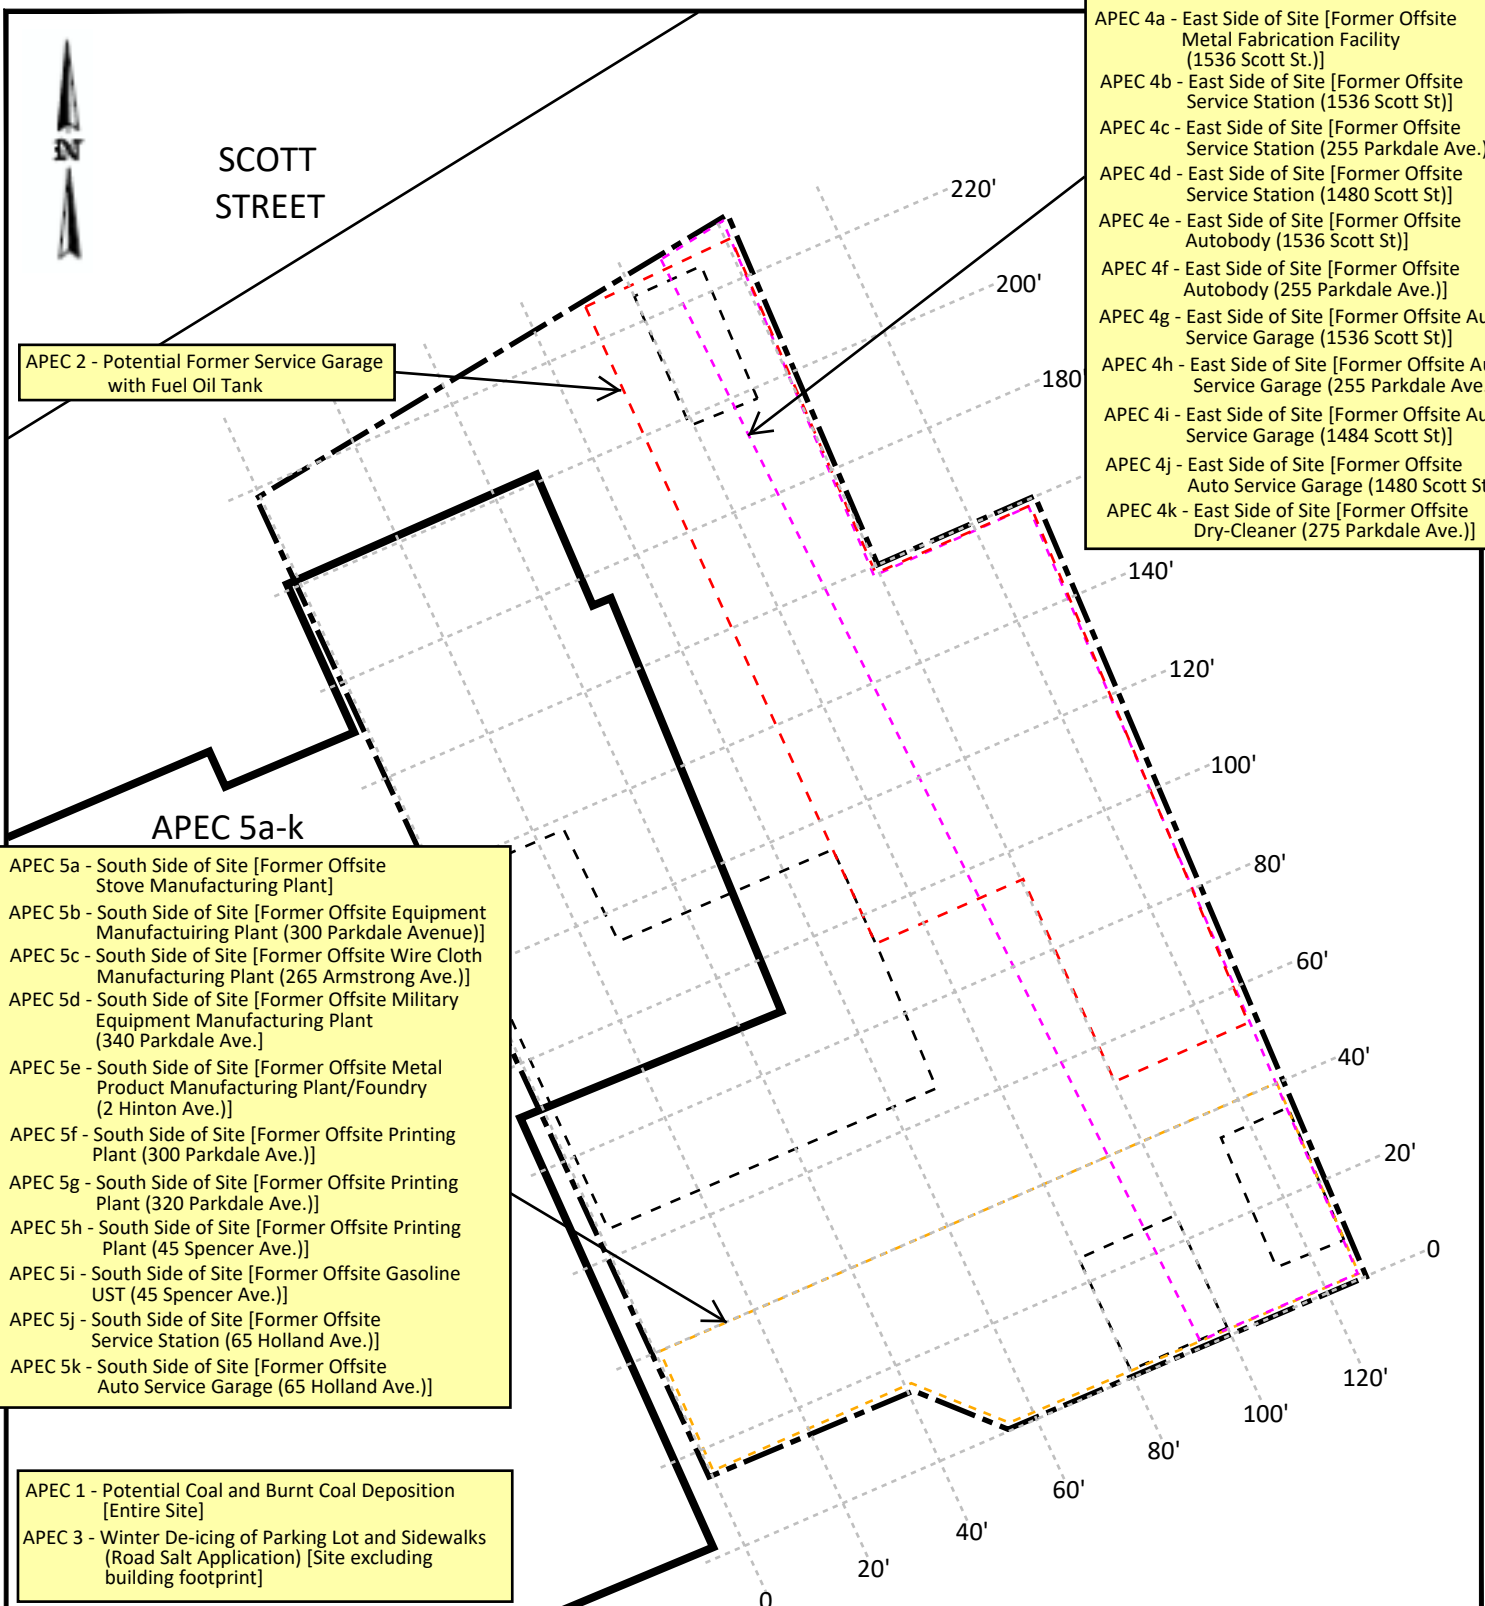 N
SCOTT
STREET
APEC 4a - East Side of Site [Former Offsite
Metal Fabrication Facility
(1536 Scott St.)]
APEC 4b - East Side of Site [Former Offsite
Service Station (1536 Scott St)]
APEC 4c - East Side of Site [Former Offsite
Service Station (255 Parkdale Ave.)
APEC 4d - East Side of Site [Former Offsite
Service Station (1480 Scott St)]
APEC 4e - East Side of Site [Former Offsite
Autobody (1536 Scott St)]
APEC 4f - East Side of Site [Former Offsite
Autobody (255 Parkdale Ave.)]
APEC 4g - East Side of Site [Former Offsite
Service Garage (1536 Scott St)]
APEC 4h - East Side of Site [Former Offsite
Service Garage (255 Parkdale Ave.
APEC 4i - East Side of Site [Former Offsite
Service Garage (1484 Scott St)]
APEC 4j - East Side of Site [Former Offsite
Auto Service Garage (1480 Scott St
APEC 4k - East Side of Site [Former Offsite
Dry-Cleaner (275 Parkdale Ave.)]
APEC 2 - Potential Former Service Garage
with Fuel Oil Tank
220'
200'
180'
140'
120'
100'
80'
60'
40'
20'
0
APEC 5a-k
APEC 5a - South Side of Site [Former Offsite
Stove Manufacturing Plant]
APEC 5b - South Side of Site [Former Offsite Equipment
Manufactuiring Plant (300 Parkdale Avenue)]
APEC 5c - South Side of Site [Former Offsite Wire Cloth
Manufacturing Plant (265 Armstrong Ave.)]
APEC 5d - South Side of Site [Former Offsite Military
Equipment Manufacturing Plant
(340 Parkdale Ave.]
APEC 5e - South Side of Site [Former Offsite Metal
Product Manufacturing Plant/Foundry
(2 Hinton Ave.)]
APEC 5f - South Side of Site [Former Offsite Printing
Plant (300 Parkdale Ave.)]
APEC 5g - South Side of Site [Former Offsite Printing
Plant (320 Parkdale Ave.)]
APEC 5h - South Side of Site [Former Offsite Printing
Plant (45 Spencer Ave.)]
APEC 5i - South Side of Site [Former Offsite Gasoline
UST (45 Spencer Ave.)]
APEC 5j - South Side of Site [Former Offsite
Service Station (65 Holland Ave.)]
APEC 5k - South Side of Site [Former Offsite
Auto Service Garage (65 Holland Ave.)]
120'
100'
80'
60'
40'
20'
0
APEC 1 - Potential Coal and Burnt Coal Deposition
[Entire Site]
APEC 3 - Winter De-icing of Parking Lot and Sidewalks
(Road Salt Application) [Site excluding
building footprint]